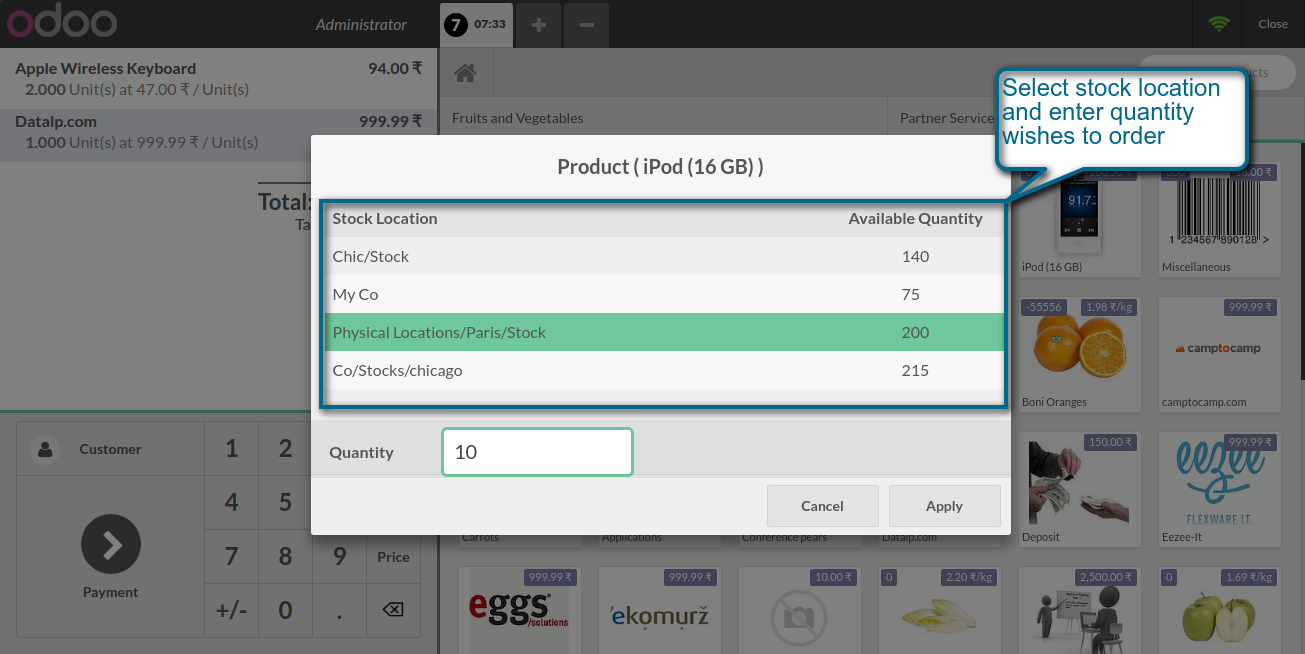 odoo
Administrator
7 07:33
+
−
Close
Apple Wireless Keyboard 94.00 ₹
2.000 Unit(s) at 47.00 ₹ / Unit(s)
Datalp.com 999.99 ₹
1.000 Unit(s) at 999.99 ₹ / Unit(s)
Total:
Ta
Fruits and Vegetables
Partner Service
Select stock location
and enter quantity
wishes to order
Product ( iPod (16 GB) )
Stock Location Available Quantity
Chic/Stock 140
My Co 75
Physical Locations/Paris/Stock 200
Co/Stocks/chicago 215
Quantity 10
Cancel Apply
Customer
1 2
4 5
7 8 9 Price
+/- 0 .
Payment
91.7
iPod (16 GB)
1 234567 890128 >
Miscellaneous
-55556 1.98 ₹/kg
Boni Oranges
999.99 ₹
camptocamp
camptocamp.com
150.00 ₹
Deposit
999.99 ₹
eezee
FLEXWARE I.T.
Eezee-It
Carrots
Applications
Conference pears
Datalp.com
999.99 ₹
eggs
/solutions
999.99 ₹
'ekomurž
10.00 ₹
0 2.20 ₹/kg
2,500.00 ₹
0 1.69 ₹/kg